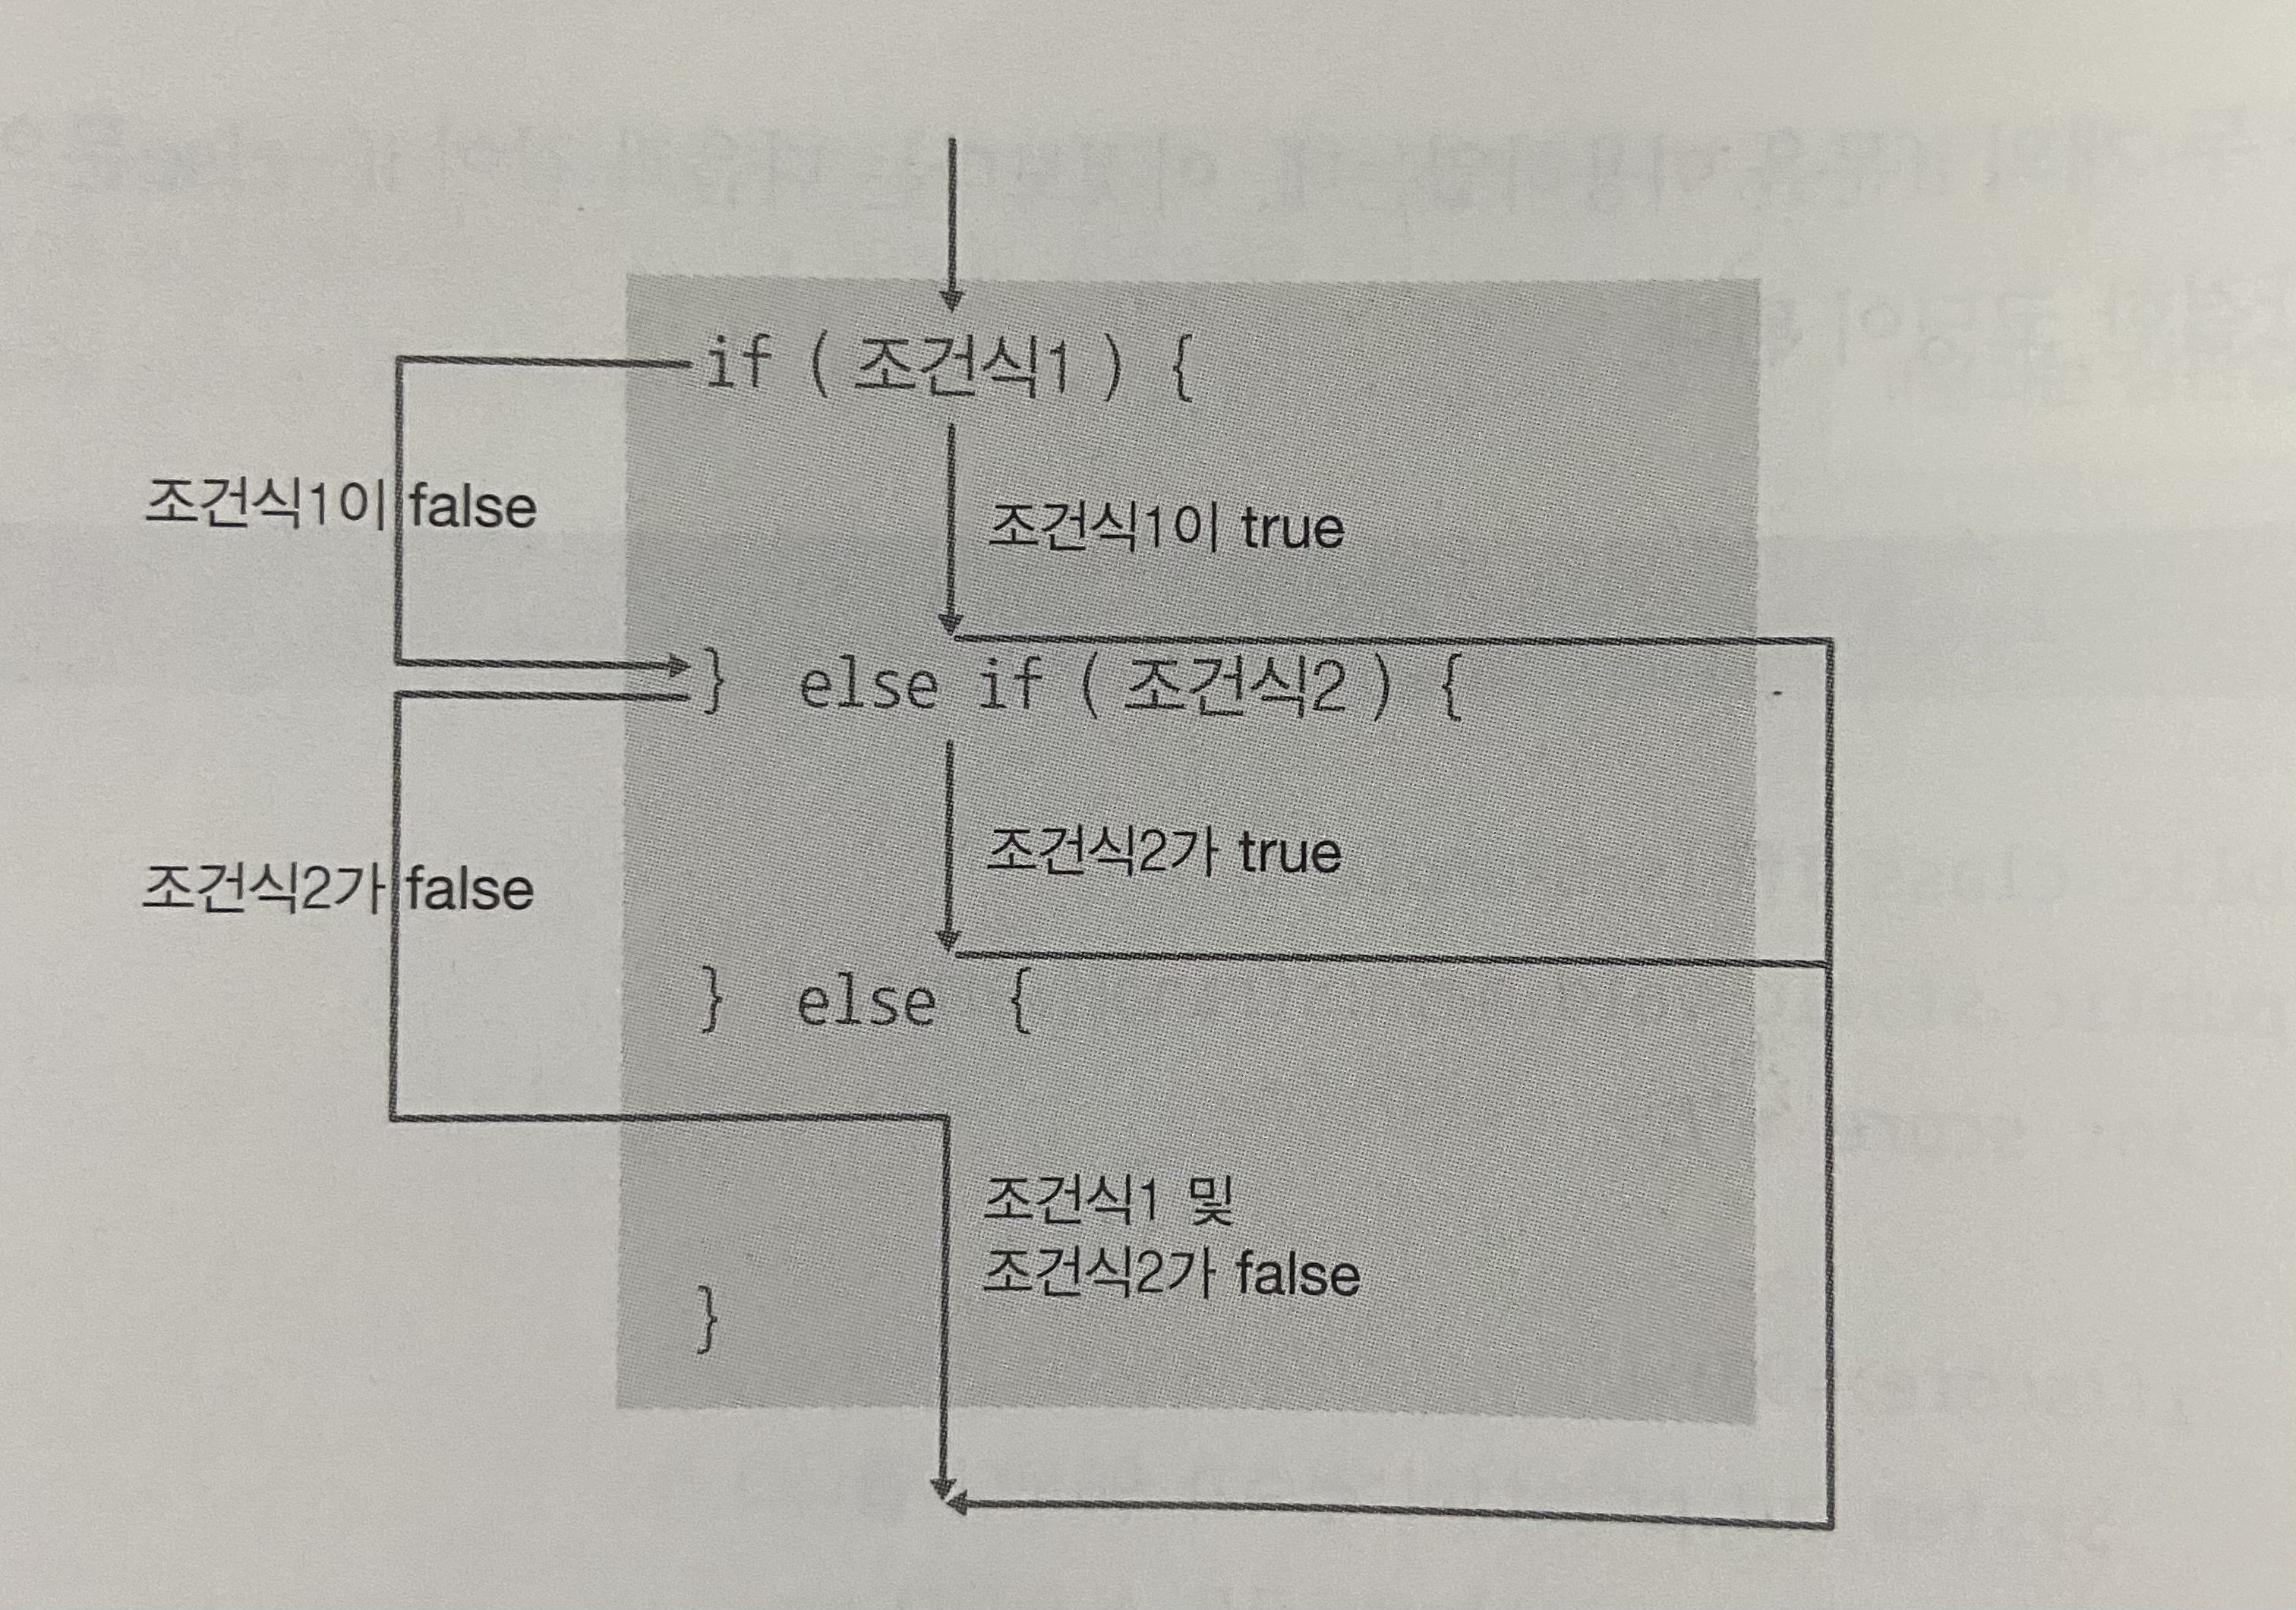 if ( 조건식1 ) {
조건식1이 false
조건식1이 true
} else if ( 조건식2 ) {
조건식2가 true
조건식2가 false
} else {
조건식1 및
조건식2가 false
}